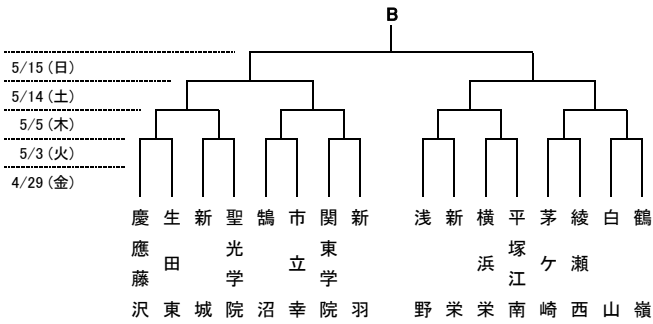 B
5/15(日)
5/14(土)
5/5(木)
5/3(火)
4/29(金)
慶應藤沢
生田東
新城
聖光学院
鵠沼
市立幸
関東学院
新羽
浅野
新栄
横浜栄
平塚江南
茅ケ崎
綾瀬西
白山
鶴嶺